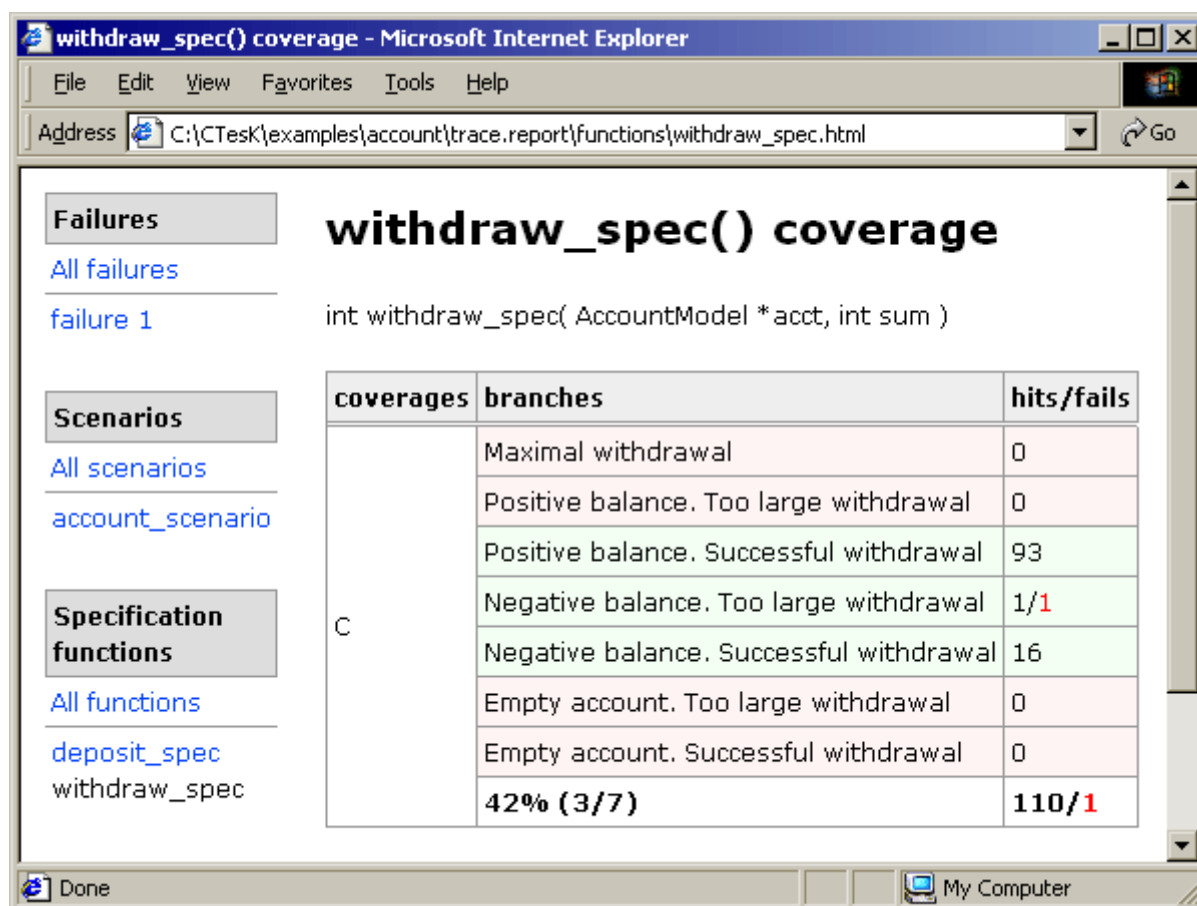 withdraw_spec() coverage - Microsoft Internet Explorer
File Edit View Favorites Tools Help
Address C:\CTesK\examples\account\trace.report\functions\withdraw_spec.html Go
Failures
All failures
failure 1
Scenarios
All scenarios
account_scenario
Specification
functions
All functions
deposit_spec
withdraw_spec
withdraw_spec() coverage
int withdraw_spec( AccountModel *acct, int sum )
coverages branches hits/fails
C
Maximal withdrawal 0
Positive balance. Too large withdrawal 0
Positive balance. Successful withdrawal 93
Negative balance. Too large withdrawal 1/1
Negative balance. Successful withdrawal 16
Empty account. Too large withdrawal 0
Empty account. Successful withdrawal 0
42% (3/7) 110/1
Done My Computer